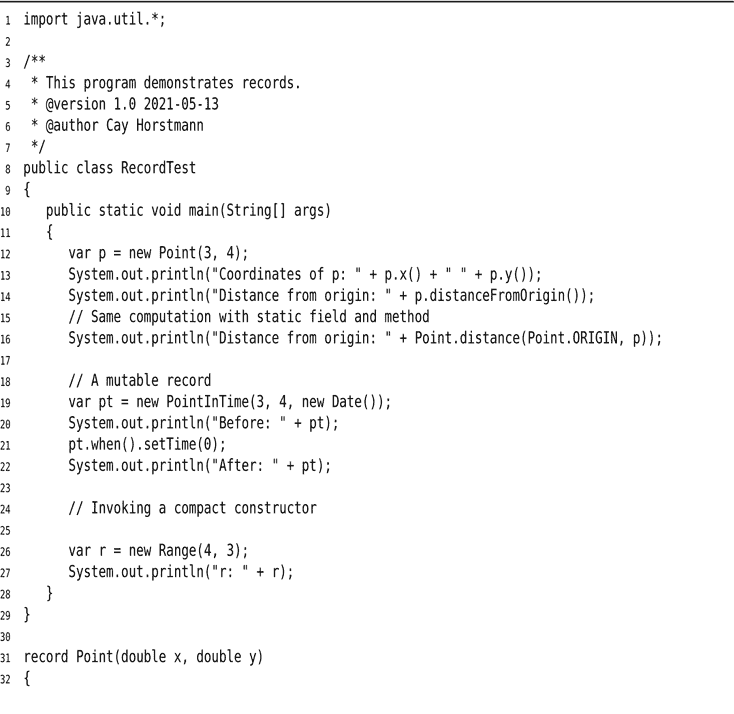 1 import java.util.*;
2
3 /**
4  * This program demonstrates records.
5  * @version 1.0 2021-05-13
6  * @author Cay Horstmann
7  */
8 public class RecordTest
9 {
10    public static void main(String[] args)
11    {
12       var p = new Point(3, 4);
13       System.out.println("Coordinates of p: " + p.x() + " " + p.y());
14       System.out.println("Distance from origin: " + p.distanceFromOrigin());
15       // Same computation with static field and method
16       System.out.println("Distance from origin: " + Point.distance(Point.ORIGIN, p));
17
18       // A mutable record
19       var pt = new PointInTime(3, 4, new Date());
20       System.out.println("Before: " + pt);
21       pt.when().setTime(0);
22       System.out.println("After: " + pt);
23
24       // Invoking a compact constructor
25
26       var r = new Range(4, 3);
27       System.out.println("r: " + r);
28    }
29 }
30
31 record Point(double x, double y)
32 {